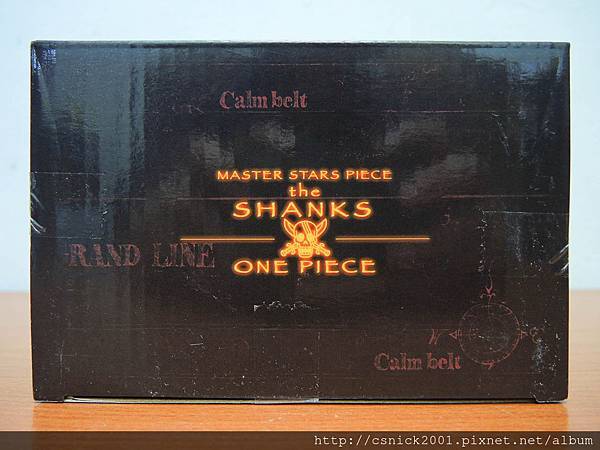 Calm belt
MASTER STARS PIECE
the
SHANKS
RAND LINE
ONE PIECE
Calm belt
http://csnick2001.pixnet.net/album